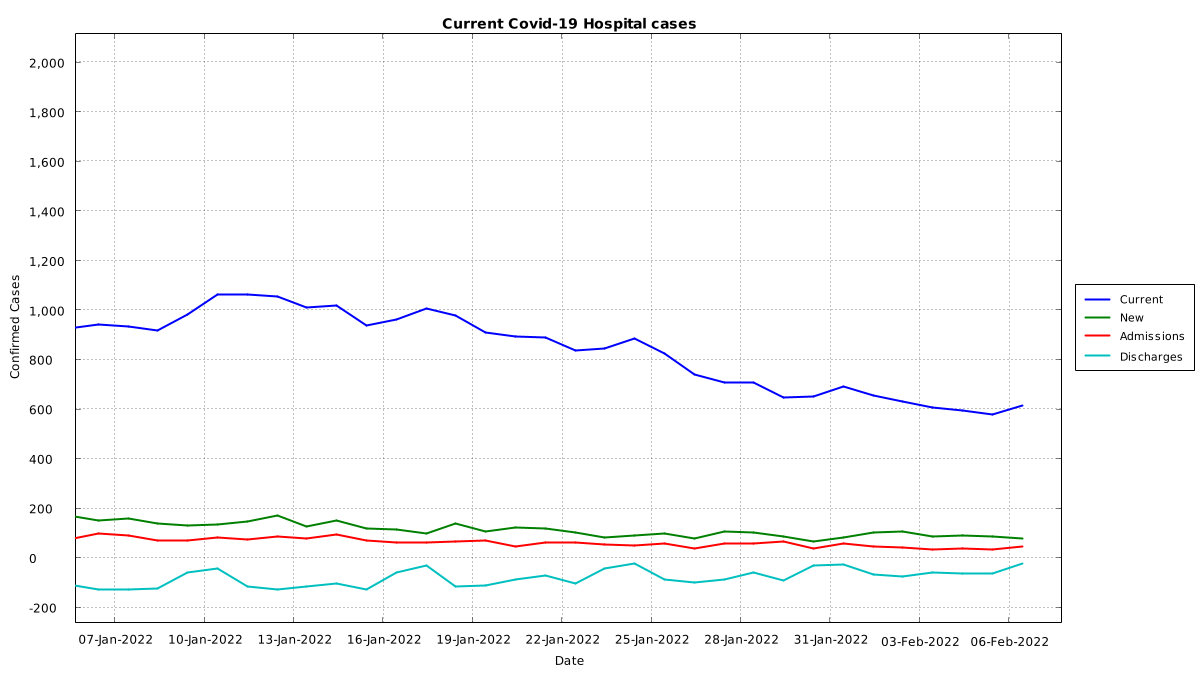 Current Covid-19 Hospital cases
2,000
1,800
1,600
1,400
1,200
1,000
800
600
400
200
0
-200
Confirmed Cases
07-Jan-2022
10-Jan-2022
13-Jan-2022
16-Jan-2022
19-Jan-2022
22-Jan-2022
25-Jan-2022
28-Jan-2022
31-Jan-2022
03-Feb-2022
06-Feb-2022
Date
Current
New
Admissions
Discharges